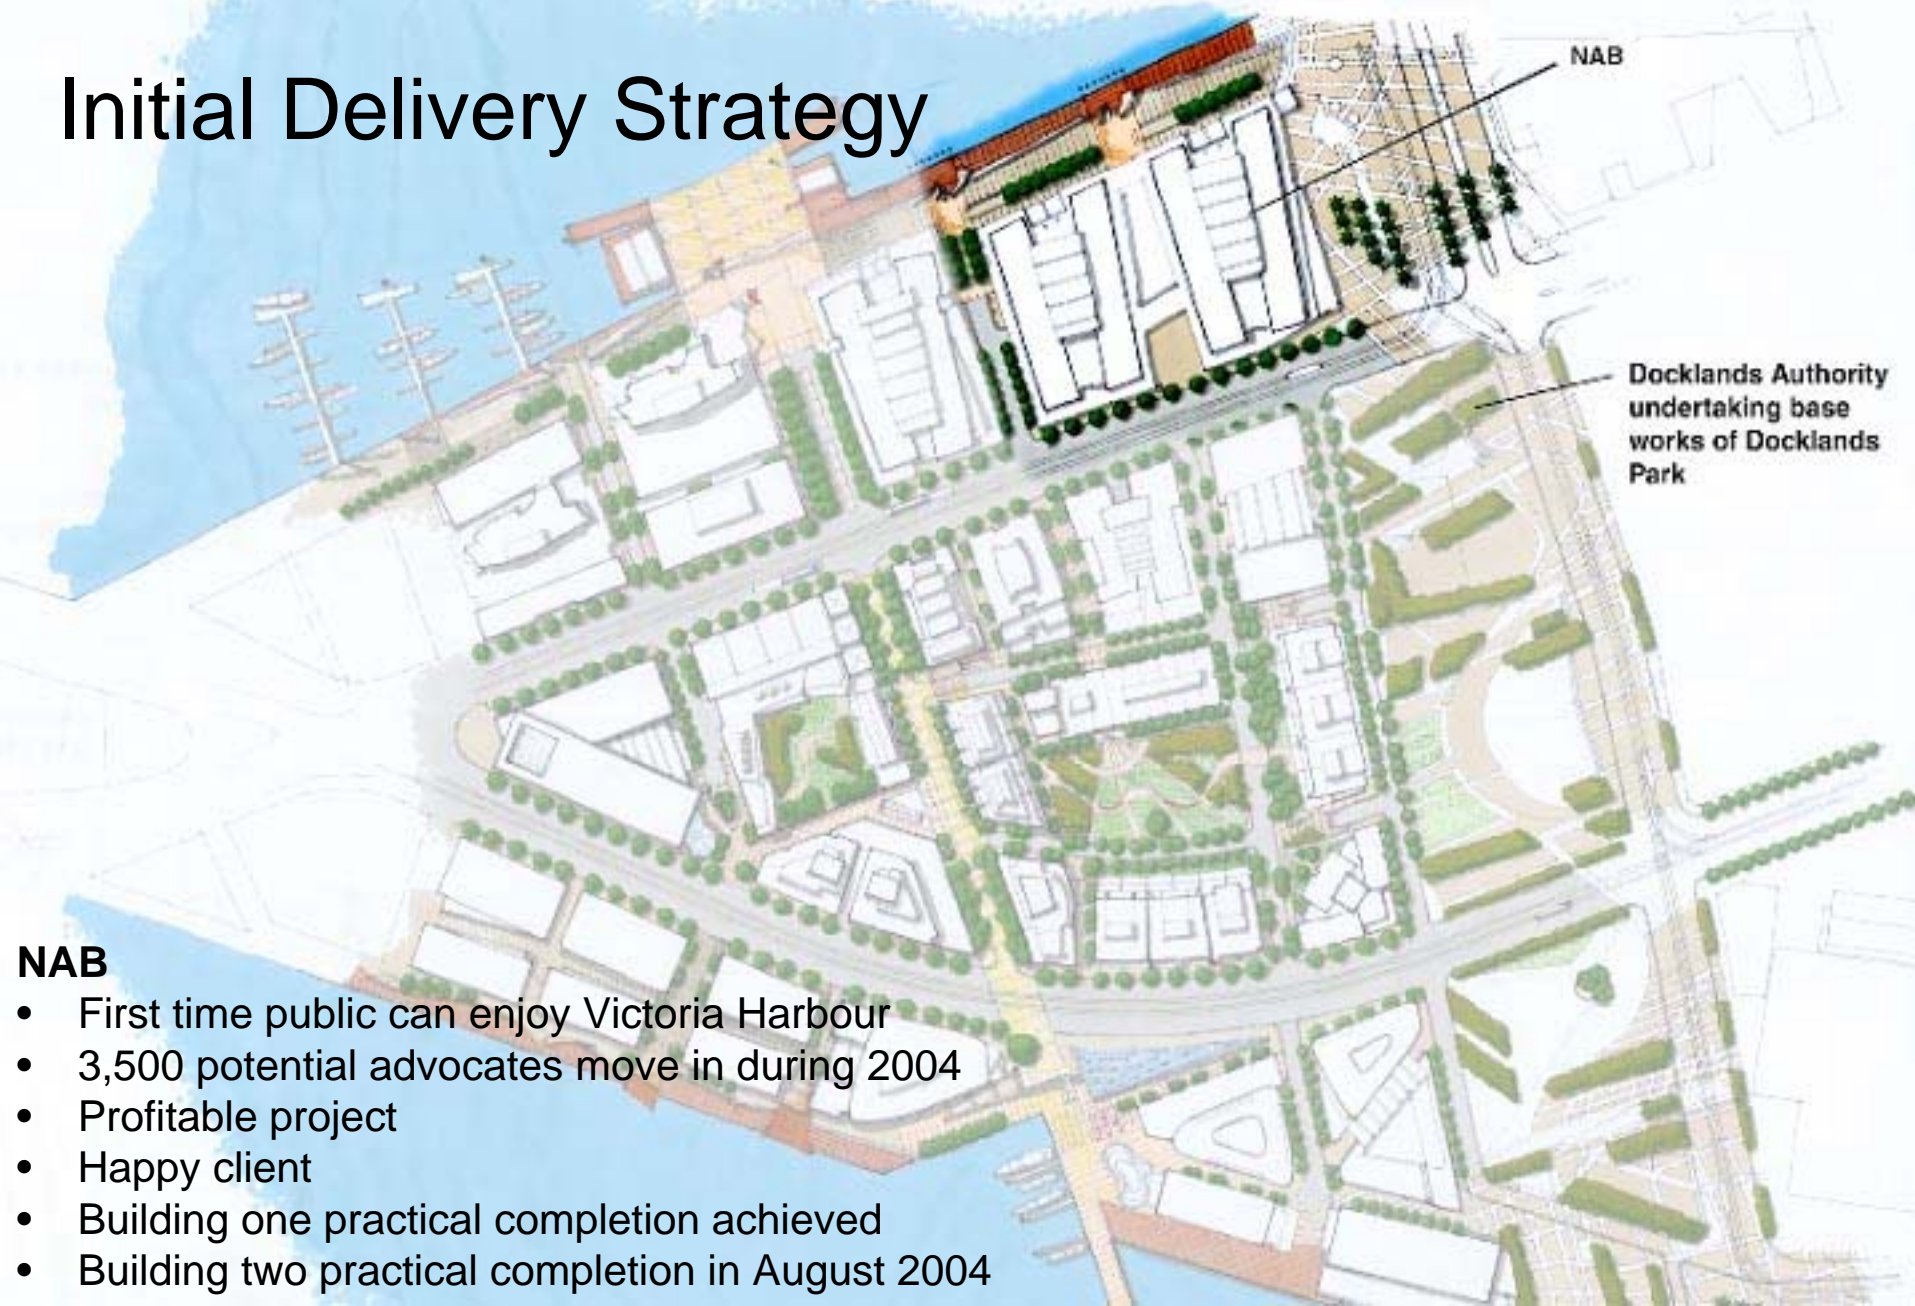 Initial Delivery Strategy
NAB
Docklands Authority
undertaking base
works of Docklands
Park
NAB
• First time public can enjoy Victoria Harbour
• 3,500 potential advocates move in during 2004
• Profitable project
• Happy client
• Building one practical completion achieved
• Building two practical completion in August 2004